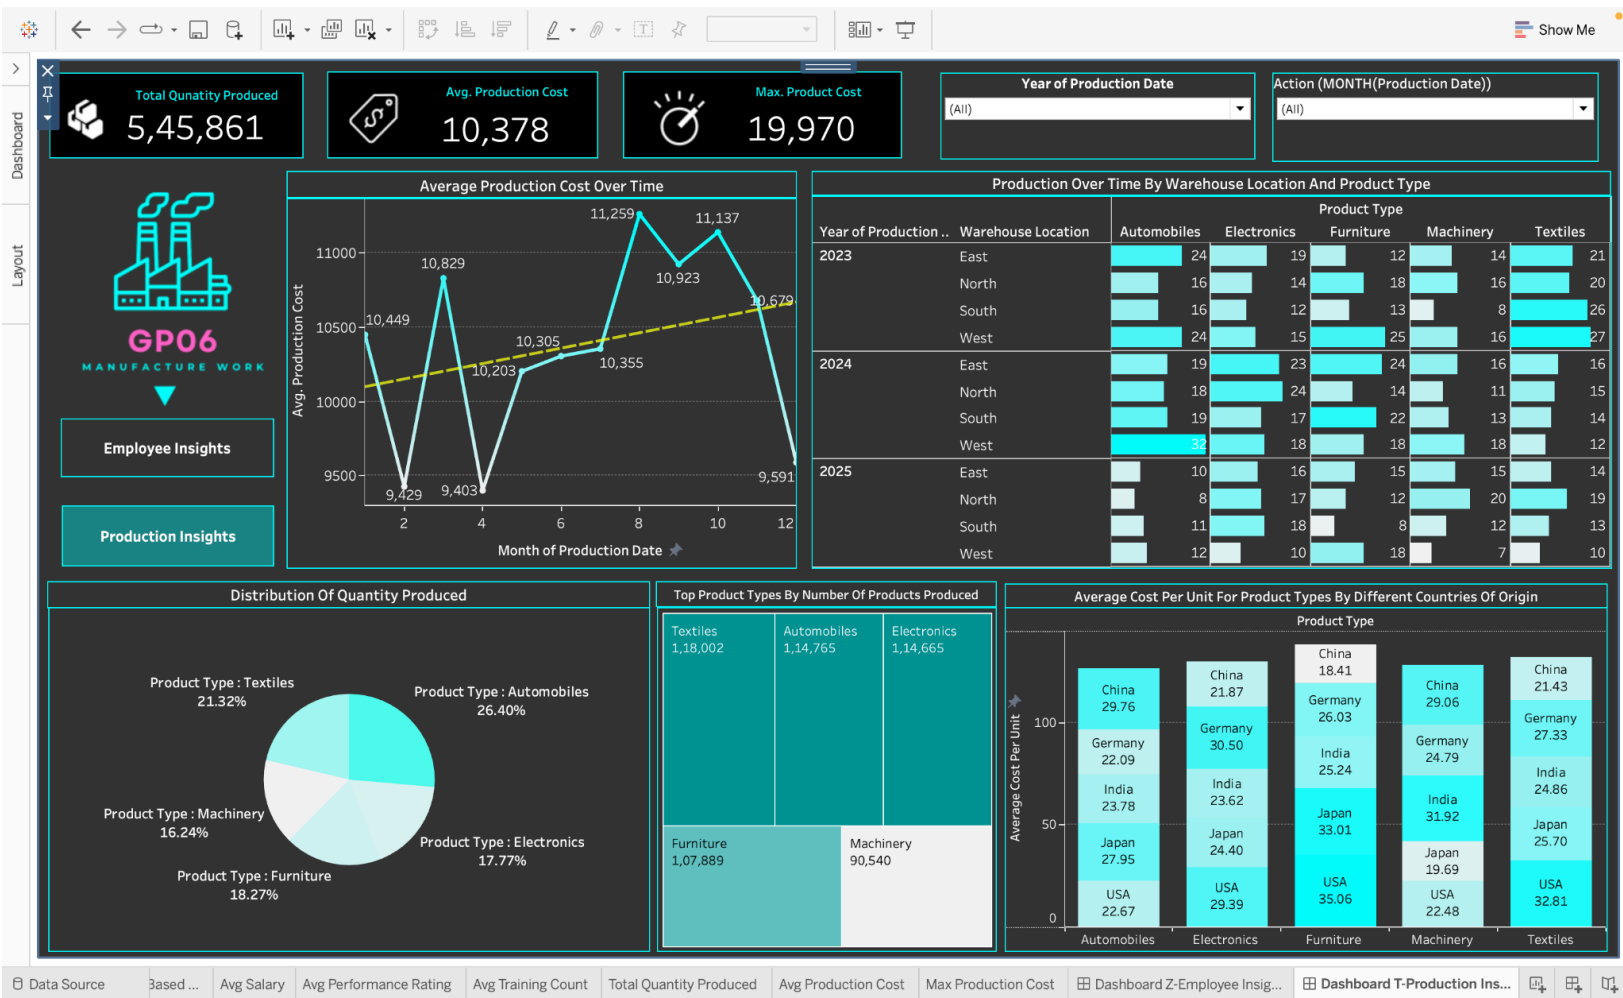 Show Me
Dashboard
Layout
Total Qunatity Produced
5,45,861
Avg. Production Cost
10,378
Max. Product Cost
19,970
Year of Production Date
(All)
Action (MONTH(Production Date))
(All)
GP06
MANUFACTURE WORK
Employee Insights
Production Insights
Average Production Cost Over Time
Avg. Production Cost
11000
10500
10000
9500
10,449
9,429
10,829
9,403
10,203
10,305
10,355
11,259
10,923
11,137
10,679
9,591
2 4 6 8 10 12
Month of Production Date
Production Over Time By Warehouse Location And Product Type
Product Type
Year of Production .. Warehouse Location Automobiles Electronics Furniture Machinery Textiles
2023 East 24 19 12 14 21
North 16 14 18 16 20
South 16 12 13 8 26
West 24 15 25 16 27
2024 East 19 23 24 16 16
North 18 24 14 11 15
South 19 17 22 13 14
West 32 18 18 18 12
2025 East 10 16 15 15 14
North 8 17 12 20 19
South 11 18 8 12 13
West 12 10 18 7 10
Distribution Of Quantity Produced
Product Type : Textiles
21.32%
Product Type : Automobiles
26.40%
Product Type : Machinery
16.24%
Product Type : Electronics
17.77%
Product Type : Furniture
18.27%
Top Product Types By Number Of Products Produced
Textiles
1,18,002
Automobiles
1,14,765
Electronics
1,14,665
Furniture
1,07,889
Machinery
90,540
Average Cost Per Unit For Product Types By Different Countries Of Origin
Product Type
Average Cost Per Unit
100
50
0
China
29.76
Germany
22.09
India
23.78
Japan
27.95
USA
22.67
Automobiles
China
21.87
Germany
30.50
India
23.62
Japan
24.40
USA
29.39
Electronics
China
18.41
Germany
26.03
India
25.24
Japan
33.01
USA
35.06
Furniture
China
29.06
Germany
24.79
India
31.92
Japan
19.69
USA
22.48
Machinery
China
21.43
Germany
27.33
India
24.86
Japan
25.70
USA
32.81
Textiles
Data Source
Based ...
Avg Salary
Avg Performance Rating
Avg Training Count
Total Quantity Produced
Avg Production Cost
Max Production Cost
Dashboard Z-Employee Insig...
Dashboard T-Production Ins...